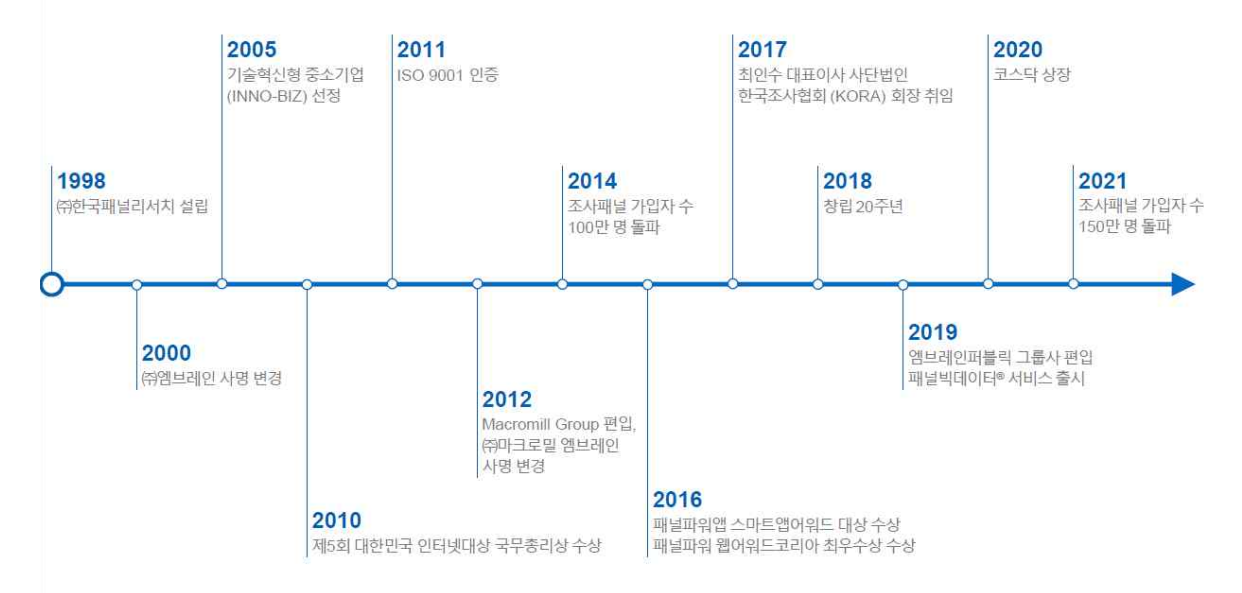 1998
㈜한국패널리서치 설립
2000
㈜엠브레인 사명 변경
2005
기술혁신형 중소기업
(INNO-BIZ) 선정
2010
제5회 대한민국 인터넷대상 국무총리상 수상
2011
ISO 9001 인증
2012
Macromill Group 편입,
㈜마크로밀 엠브레인
사명 변경
2014
조사패널 가입자 수
100만 명 돌파
2016
패널파워앱 스마트앱어워드 대상 수상
패널파워 웹어워드코리아 최우수상 수상
2017
최인수 대표이사 사단법인
한국조사협회 (KORA) 회장 취임
2018
창립 20주년
2019
엠브레인퍼블릭 그룹사 편입
패널빅데이터® 서비스 출시
2020
코스닥 상장
2021
조사패널 가입자 수
150만 명 돌파